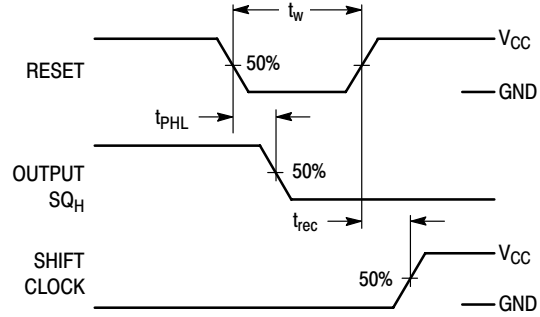 tw
VCC
RESET
50%
GND
tPHL
OUTPUT
SQH
50%
trec
SHIFT
CLOCK
VCC
50%
GND